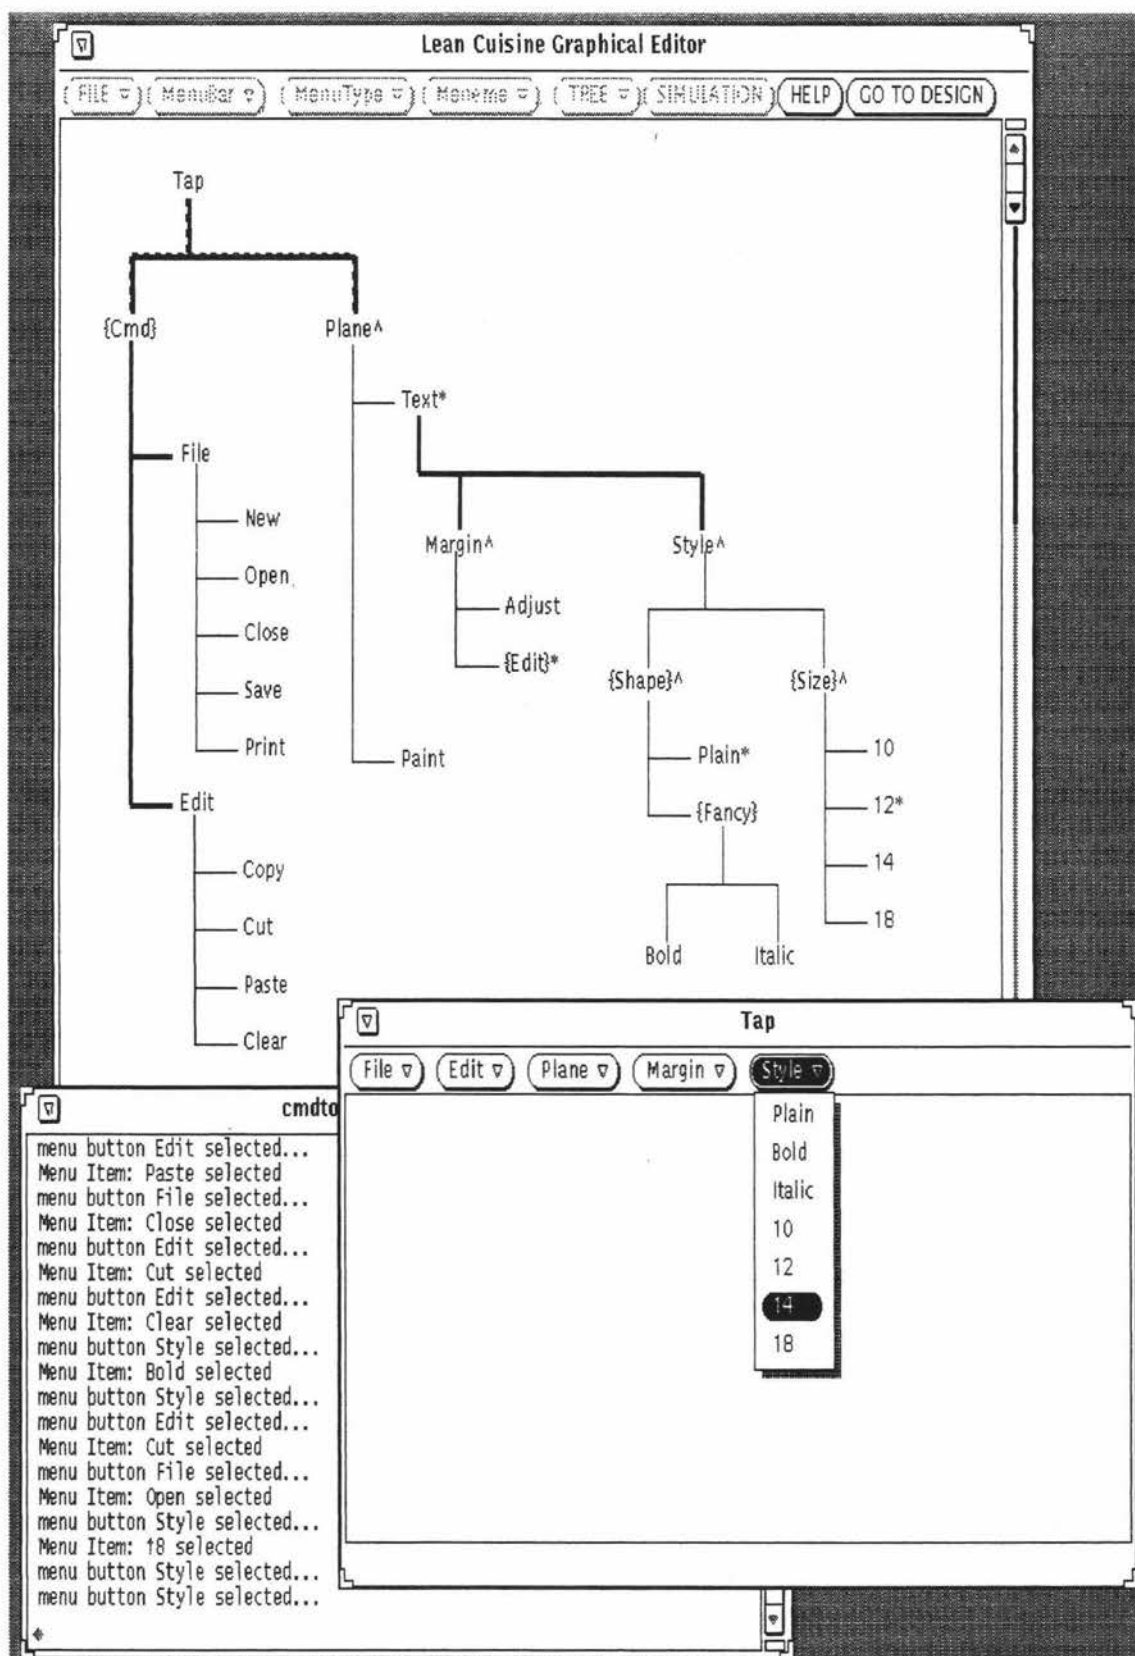 Lean Cuisine Graphical Editor
FILE MenuBar MenuType Meneme TREE SIMULATION HELP GO TO DESIGN
Tap
{Cmd} Plane^
Text*
File
New
Margin^ Style^
Open
Adjust
Close
{Edit}*
{Shape}^ {Size}^
Save
Print Paint Plain* 10
Edit {Fancy} 12*
Copy 14
Cut 18
Bold Italic
Paste
Clear
Tap
File Edit Plane Margin Style
Plain
Bold
Italic
10
12
14
18
cmdto
menu button Edit selected...
Menu Item: Paste selected
menu button File selected...
Menu Item: Close selected
menu button Edit selected...
Menu Item: Cut selected
menu button Edit selected...
Menu Item: Clear selected
menu button Style selected...
Menu Item: Bold selected
menu button Style selected...
menu button Edit selected...
Menu Item: Cut selected
menu button File selected...
Menu Item: Open selected
menu button Style selected...
Menu Item: 18 selected
menu button Style selected...
menu button Style selected...